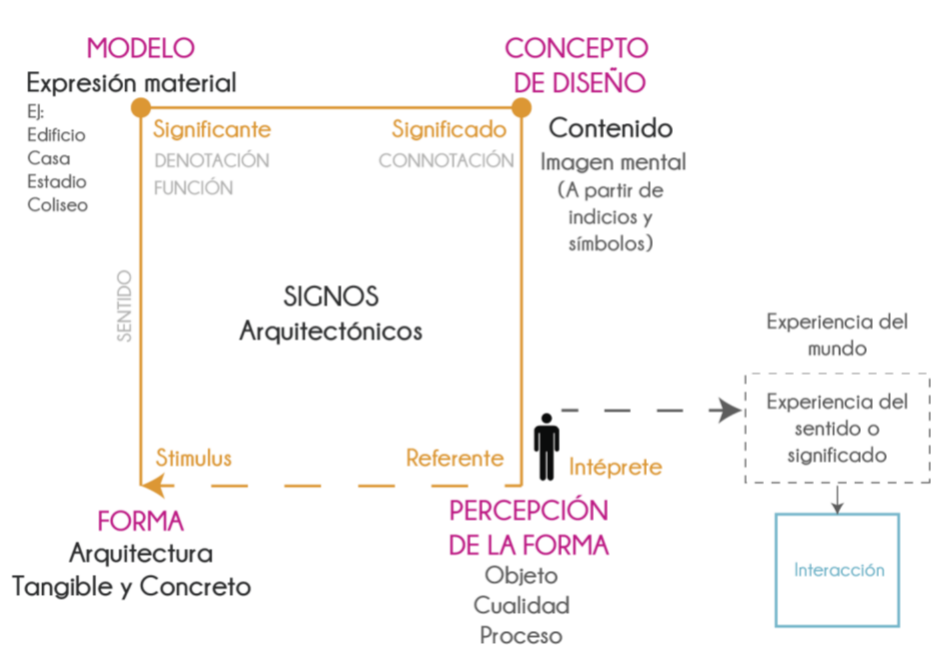 MODELO
Expresión material
EJ:
Edificio
Casa
Estadio
Coliseo
CONCEPTO
DE DISEÑO
Contenido
Imagen mental
(A partir de
indicios y
símbolos)
Significante
DENOTACIÓN
FUNCIÓN
Significado
CONNOTACIÓN
SENTIDO
SIGNOS
Arquitectónicos
Stimulus
Referente
Intéprete
FORMA
Arquitectura
Tangible y Concreto
PERCEPCIÓN
DE LA FORMA
Objeto
Cualidad
Proceso
Experiencia del
mundo
Experiencia del
sentido o
significado
Interacción